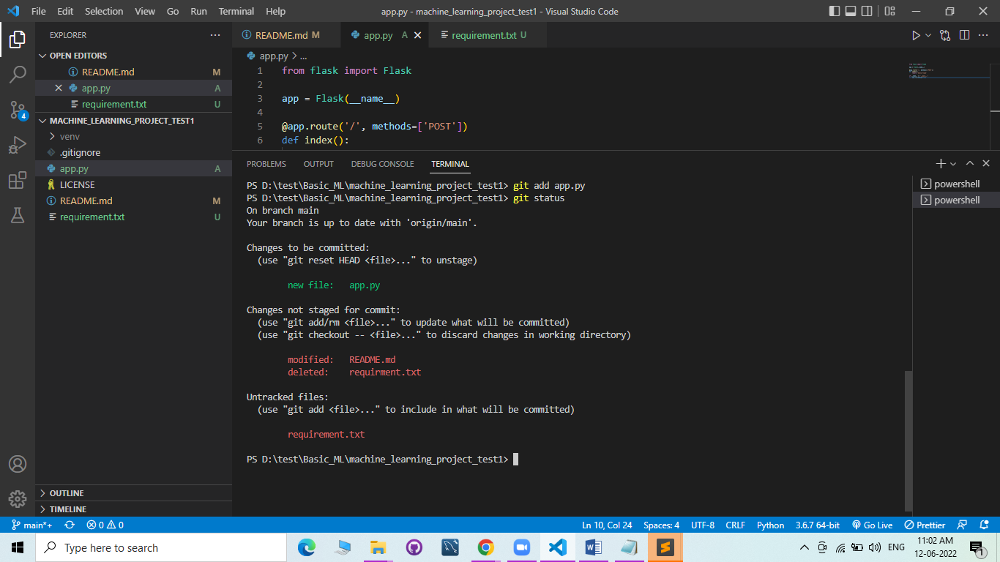 File Edit Selection View Go Run Terminal Help
app.py - machine_learning_project_test1 - Visual Studio Code
EXPLORER
OPEN EDITORS
README.md M
app.py A
requirement.txt U
MACHINE_LEARNING_PROJECT_TEST1
venv
.gitignore
app.py A
LICENSE
README.md M
requirement.txt U
OUTLINE
TIMELINE
4
README.md M
app.py A
requirement.txt U
app.py > ...
1 from flask import Flask
2
3 app = Flask(__name__)
4
5 @app.route('/', methods=['POST'])
6 def index():
PROBLEMS OUTPUT DEBUG CONSOLE TERMINAL
powershell
powershell
PS D:\test\Basic_ML\machine_learning_project_test1> git add app.py
PS D:\test\Basic_ML\machine_learning_project_test1> git status
On branch main
Your branch is up to date with 'origin/main'.
Changes to be committed:
(use "git reset HEAD <file>..." to unstage)
new file: app.py
Changes not staged for commit:
(use "git add/rm <file>..." to update what will be committed)
(use "git checkout -- <file>..." to discard changes in working directory)
modified: README.md
deleted: requirment.txt
Untracked files:
(use "git add <file>..." to include in what will be committed)
requirement.txt
PS D:\test\Basic_ML\machine_learning_project_test1>
main*+ 0 0
Ln 10, Col 24 Spaces: 4 UTF-8 CRLF Python 3.6.7 64-bit Go Live Prettier
Type here to search
ENG
11:02 AM
12-06-2022
1